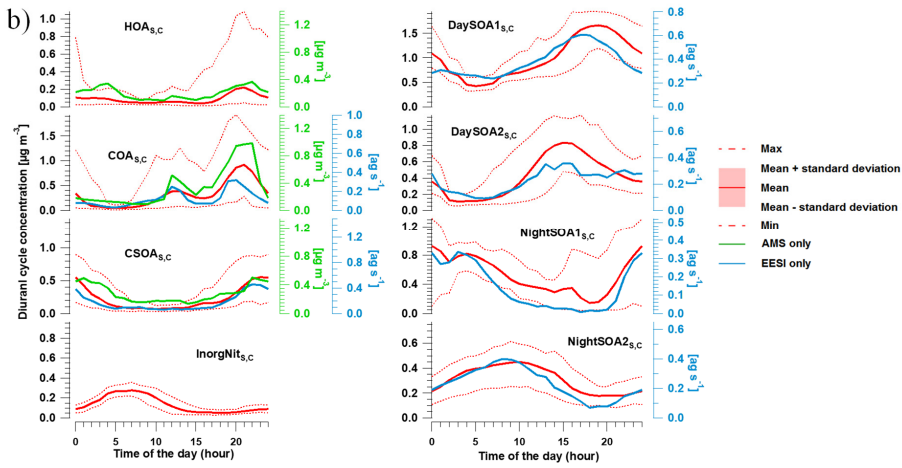 b)
Diuranl cycle concentration [µg m⁻³]
HOA_S,C
1.0
0.8
0.6
0.4
0.2
0.0
1.2
0.8
0.4
0.0
[µg m⁻³]
COA_S,C
1.5
1.0
0.5
0.0
1.2
0.8
0.4
0.0
[µg m⁻³]
1.0
0.8
0.6
0.4
0.2
0.0
[ag s⁻¹]
CSOA_S,C
1.0
0.5
0.0
1.2
0.8
0.4
0.0
[µg m⁻³]
1.2
0.8
0.4
0.0
[ag s⁻¹]
InorgNit_S,C
0.8
0.6
0.4
0.2
0.0
0 5 10 15 20
Time of the day (hour)
DaySOA1_S,C
1.5
1.0
0.5
0.0
0.8
0.6
0.4
0.2
0.0
[ag s⁻¹]
DaySOA2_S,C
1.0
0.8
0.6
0.4
0.2
0.0
0.6
0.4
0.2
0.0
[ag s⁻¹]
NightSOA1_S,C
1.2
0.8
0.4
0.0
0.5
0.4
0.3
0.2
0.1
0.0
[ag s⁻¹]
NightSOA2_S,C
0.8
0.6
0.4
0.2
0.0
0.6
0.4
0.2
0.0
[ag s⁻¹]
0 5 10 15 20
Time of the day (hour)
Max
Mean + standard deviation
Mean
Mean - standard deviation
Min
AMS only
EESI only